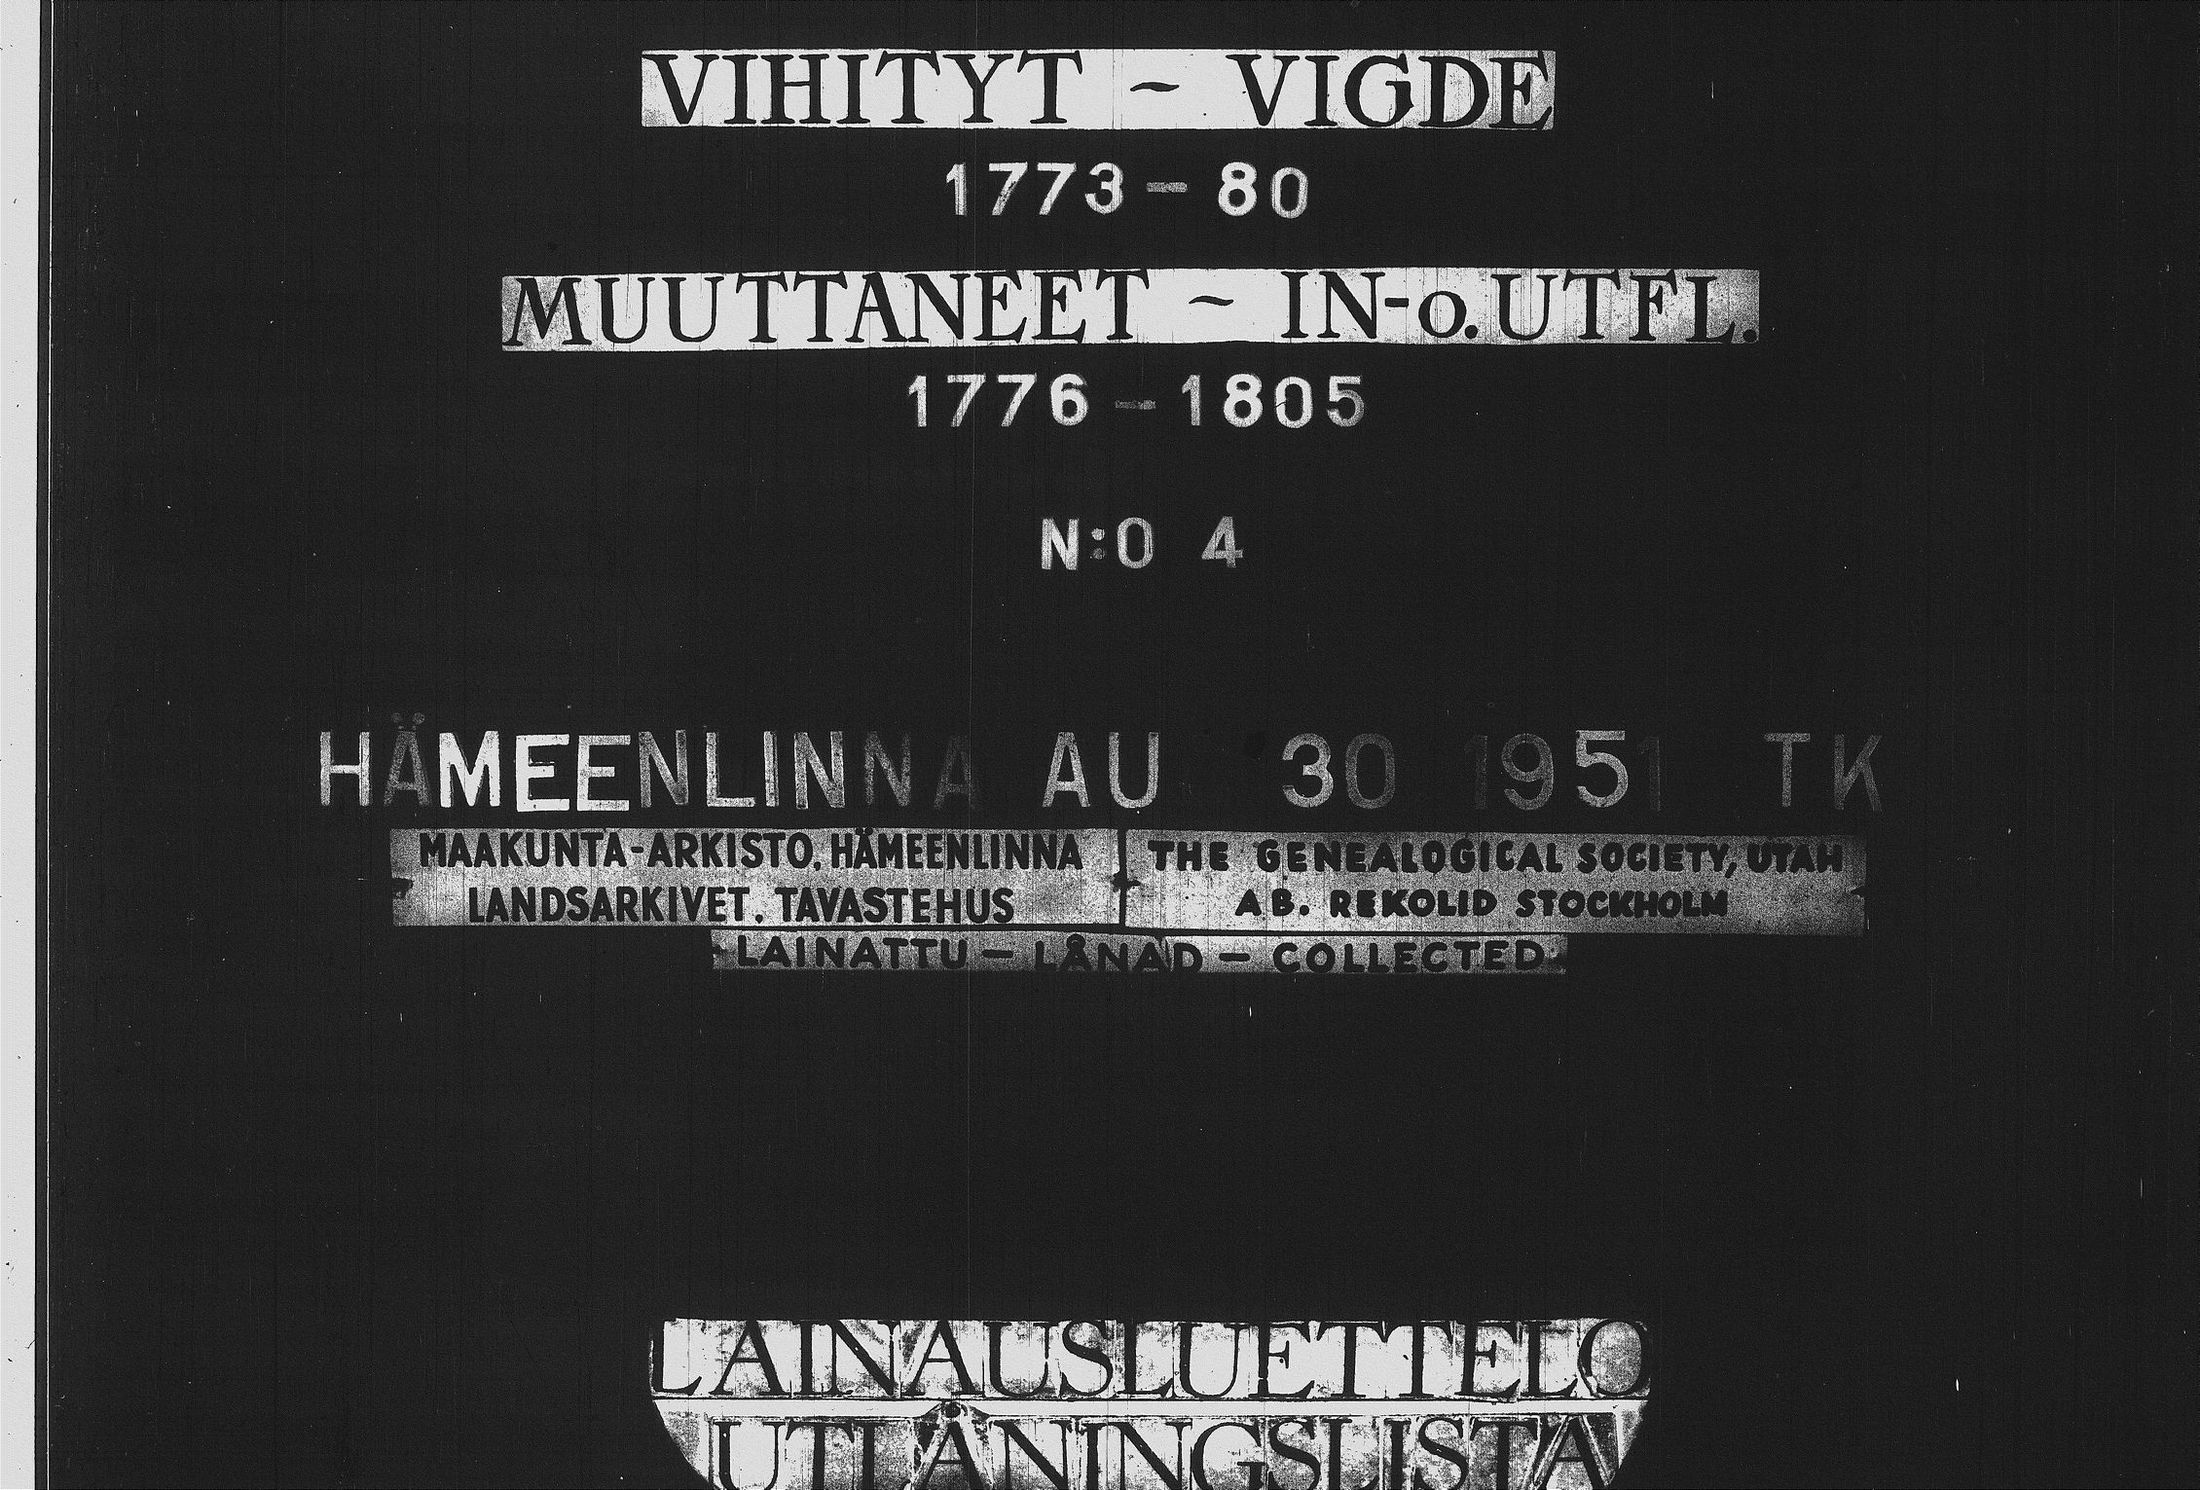 VIHITYT ~ VIGDE
1773-80
MUUTTANEET ~ IN-o.UTFL.
1776-1805
N:O 4
HÄMEENLINNA AU 30 1951 TK
MAAKUNTA-ARKISTO, HÄMEENLINNA
LANDSARKIVET, TAVASTEHUS
THE GENEALOGICAL SOCIETY, UTAH
AB. REKOLID STOCKHOLM
LAINATTU - LÅNAD - COLLECTED.
LAINAUSLUETTELO
UTLÅNINGSLISTA